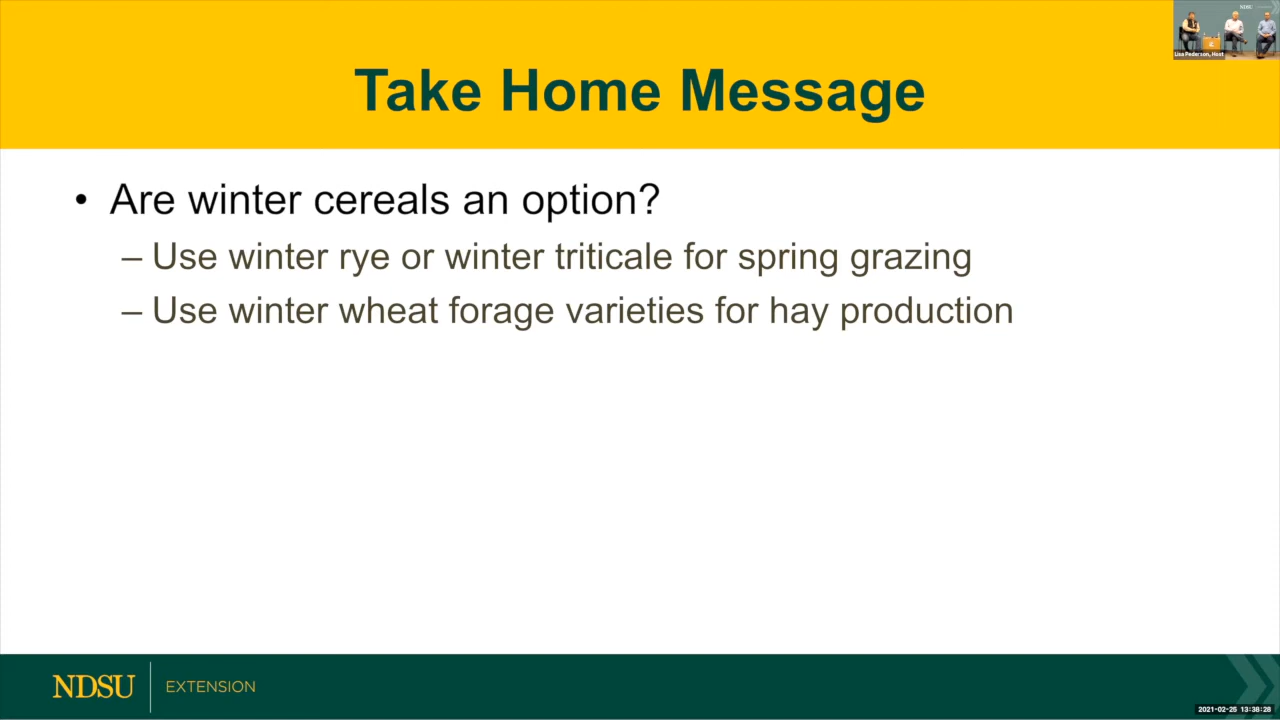 NDSU
Lisa Pederson, Host
Take Home Message
• Are winter cereals an option?
– Use winter rye or winter triticale for spring grazing
– Use winter wheat forage varieties for hay production
NDSU
EXTENSION
2021-02-25 13:38:28